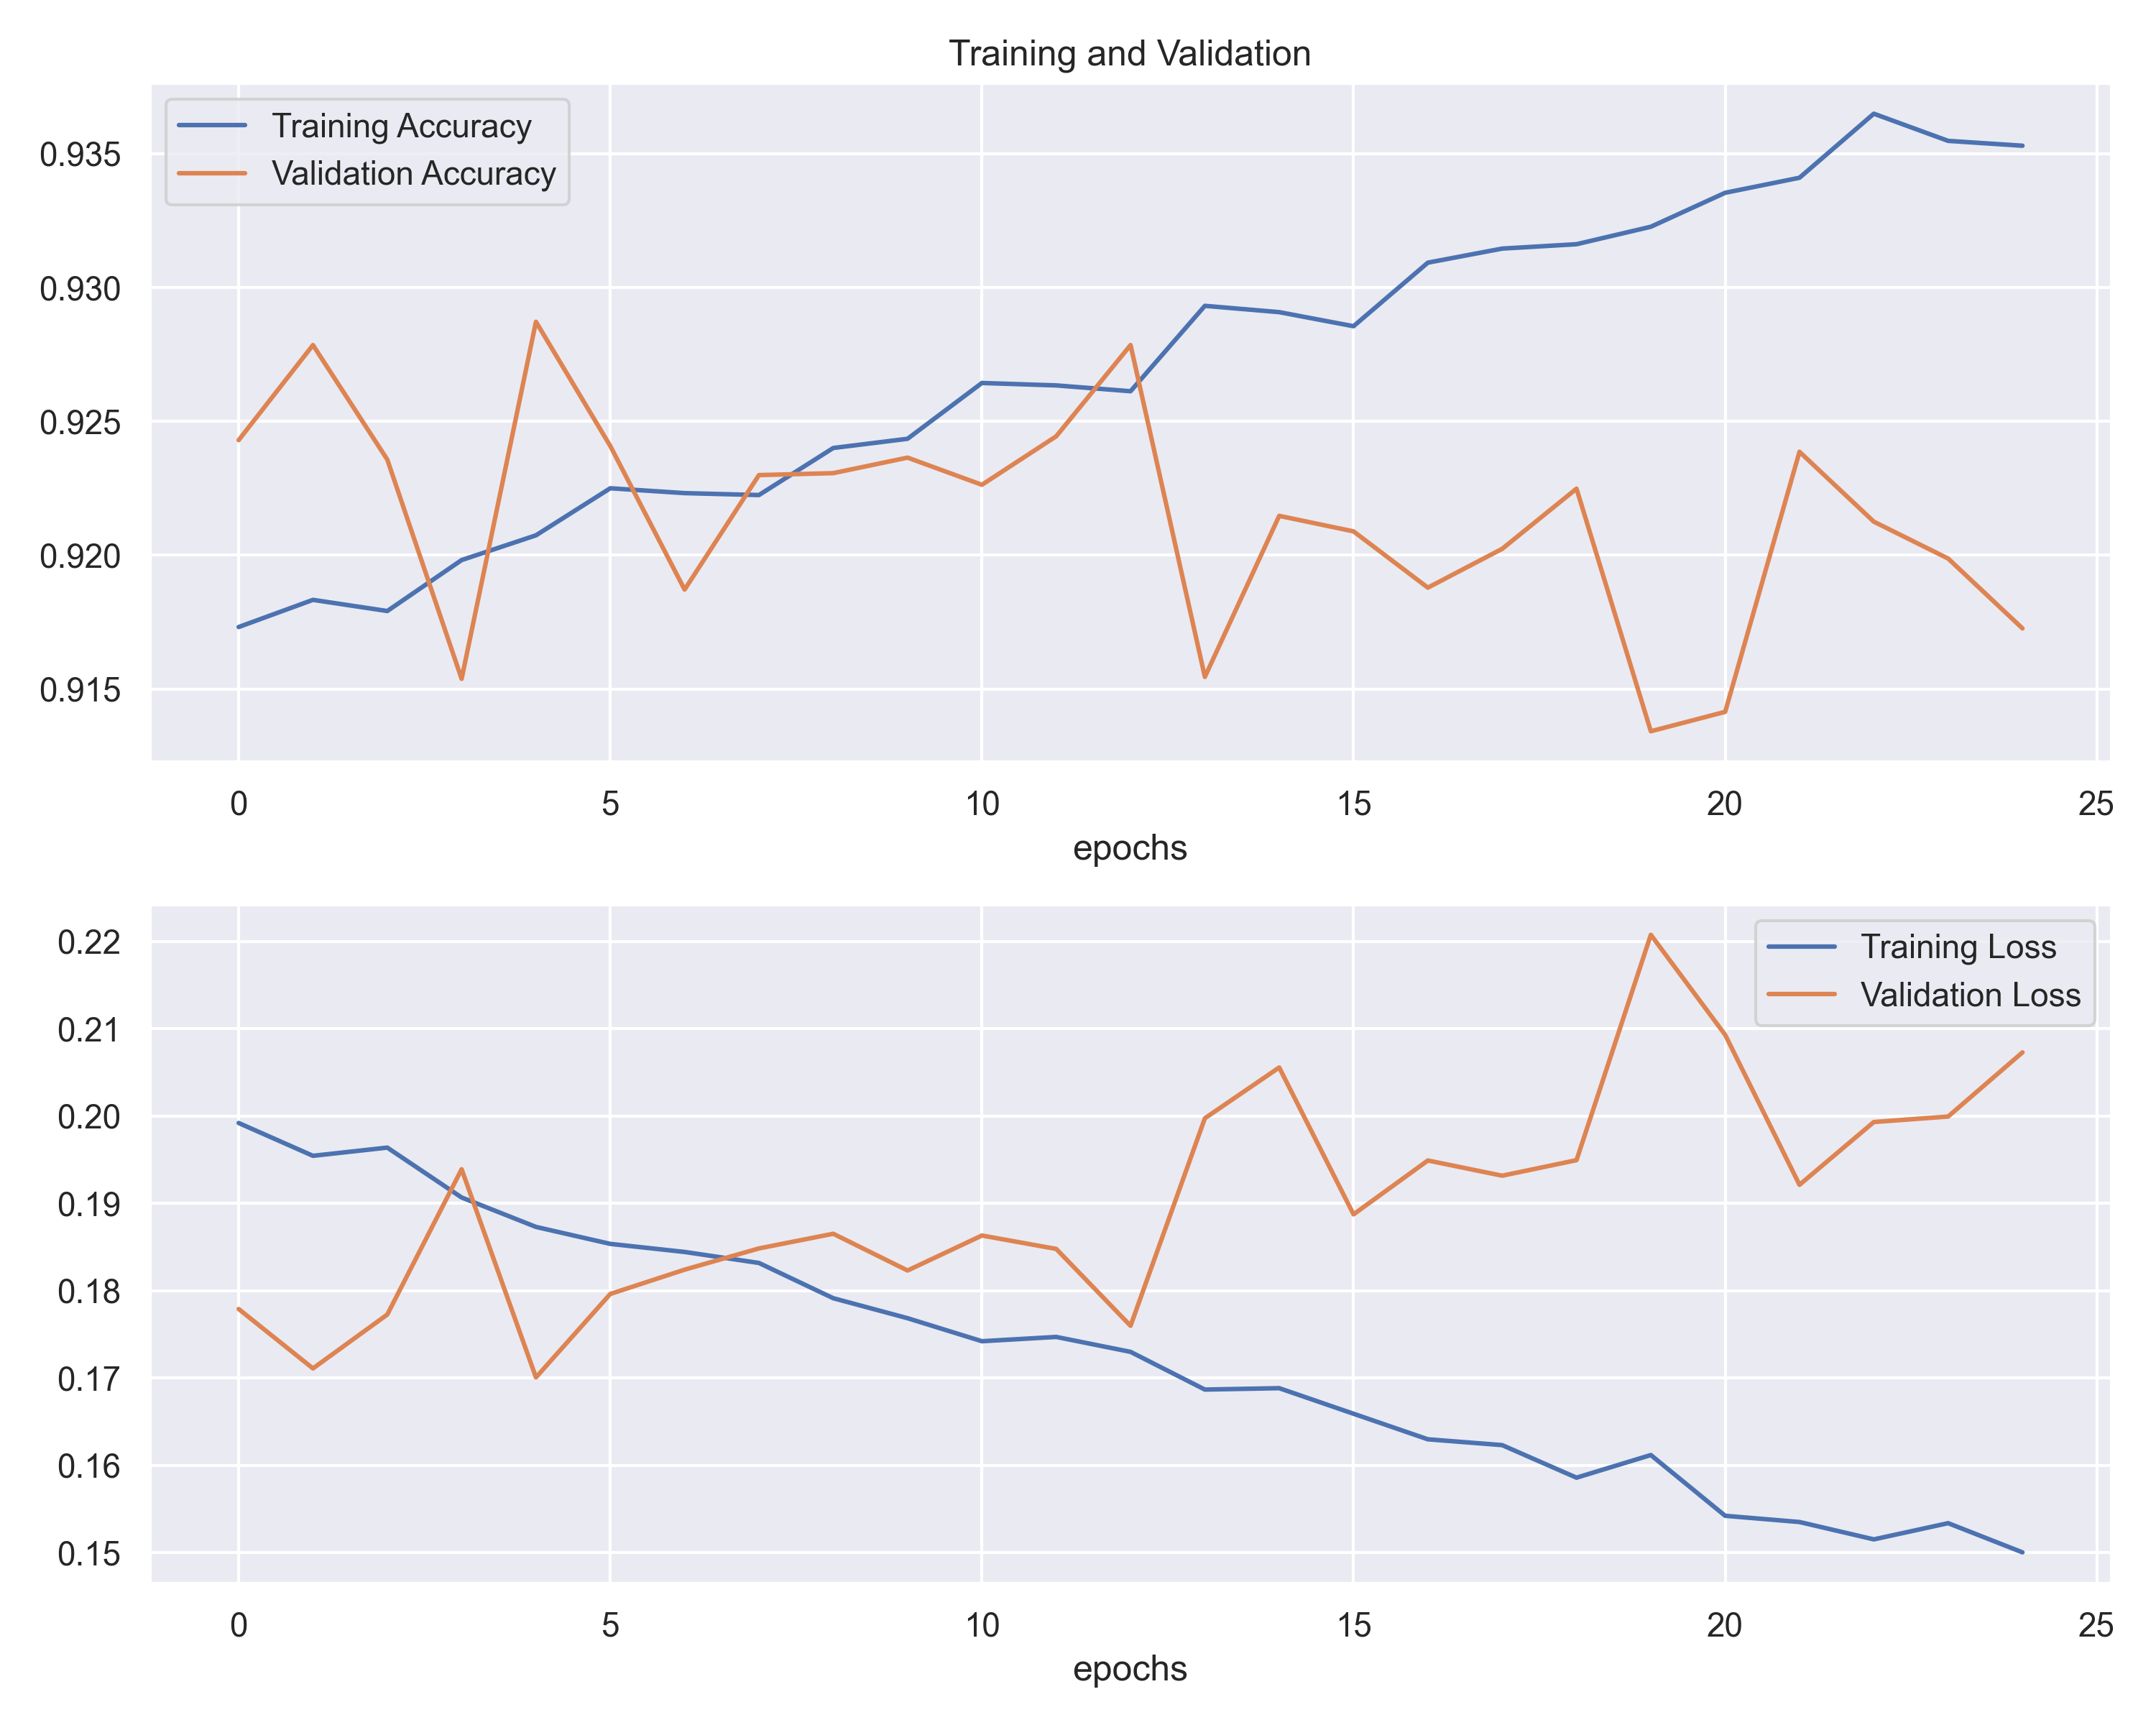 Training and Validation
Training Accuracy
Validation Accuracy
0.935
0.930
0.925
0.920
0.915
0 5 10 15 20 25
epochs
Training Loss
Validation Loss
0.22
0.21
0.20
0.19
0.18
0.17
0.16
0.15
0 5 10 15 20 25
epochs